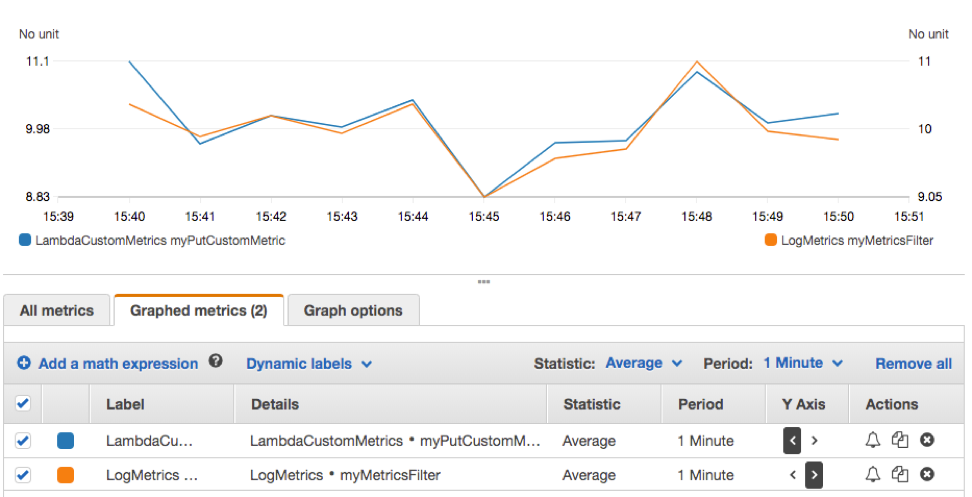 No unit No unit
11.1 11
9.98 10
8.83 9.05
15:39 15:40 15:41 15:42 15:43 15:44 15:45 15:46 15:47 15:48 15:49 15:50 15:51
LambdaCustomMetrics myPutCustomMetric LogMetrics myMetricsFilter
All metrics Graphed metrics (2) Graph options
Add a math expression ? Dynamic labels Statistic: Average Period: 1 Minute Remove all
Label Details Statistic Period Y Axis Actions
LambdaCu... LambdaCustomMetrics • myPutCustomM... Average 1 Minute < >
LogMetrics ... LogMetrics • myMetricsFilter Average 1 Minute < >